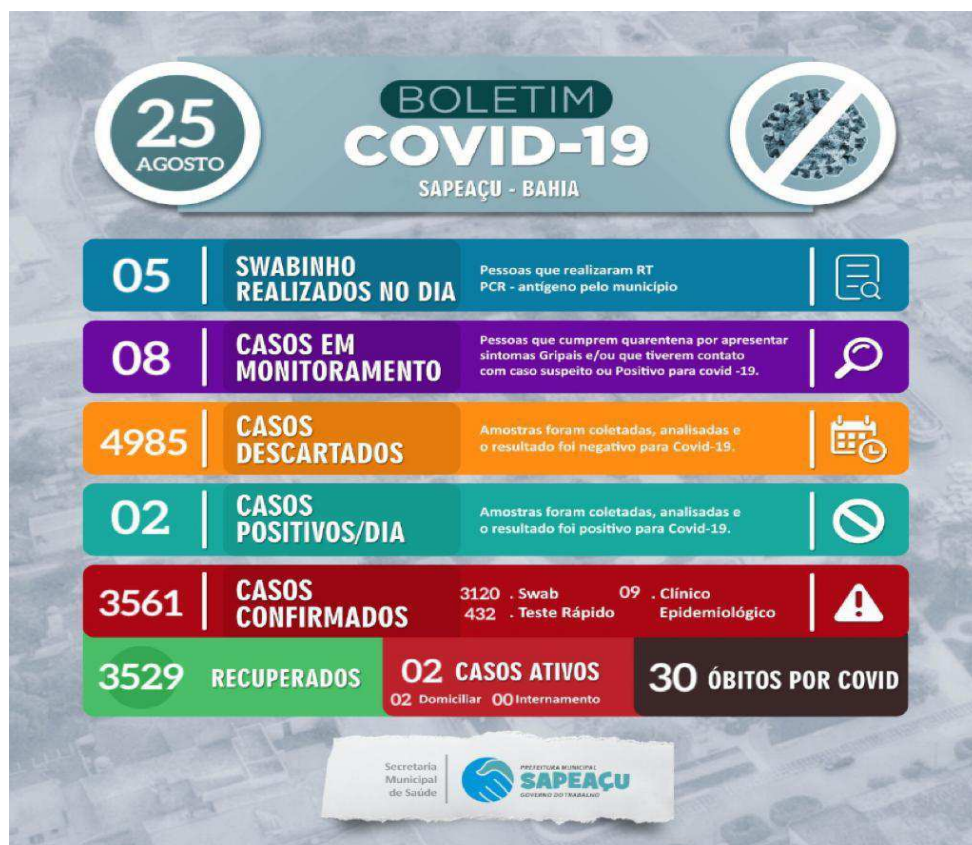 25
AGOSTO
BOLETIM
COVID-19
SAPEAÇU - BAHIA
05
SWABINHO
REALIZADOS NO DIA
Pessoas que realizaram RT
PCR - antígeno pelo município
08
CASOS EM
MONITORAMENTO
Pessoas que cumprem quarentena por apresentar
sintomas Gripais e/ou que tiverem contato
com caso suspeito ou Positivo para covid -19.
4985
CASOS
DESCARTADOS
Amostras foram coletadas, analisadas e
o resultado foi negativo para Covid-19.
02
CASOS
POSITIVOS/DIA
Amostras foram coletadas, analisadas e
o resultado foi positivo para Covid-19.
3561
CASOS
CONFIRMADOS
3120 . Swab
432 . Teste Rápido
09 . Clínico
Epidemiológico
3529 RECUPERADOS
02 CASOS ATIVOS
02 Domiciliar 00 Internamento
30 ÓBITOS POR COVID
Secretaria
Municipal
de Saúde
PREFEITURA MUNICIPAL
SAPEAÇU
GOVERNO DO TRABALHO